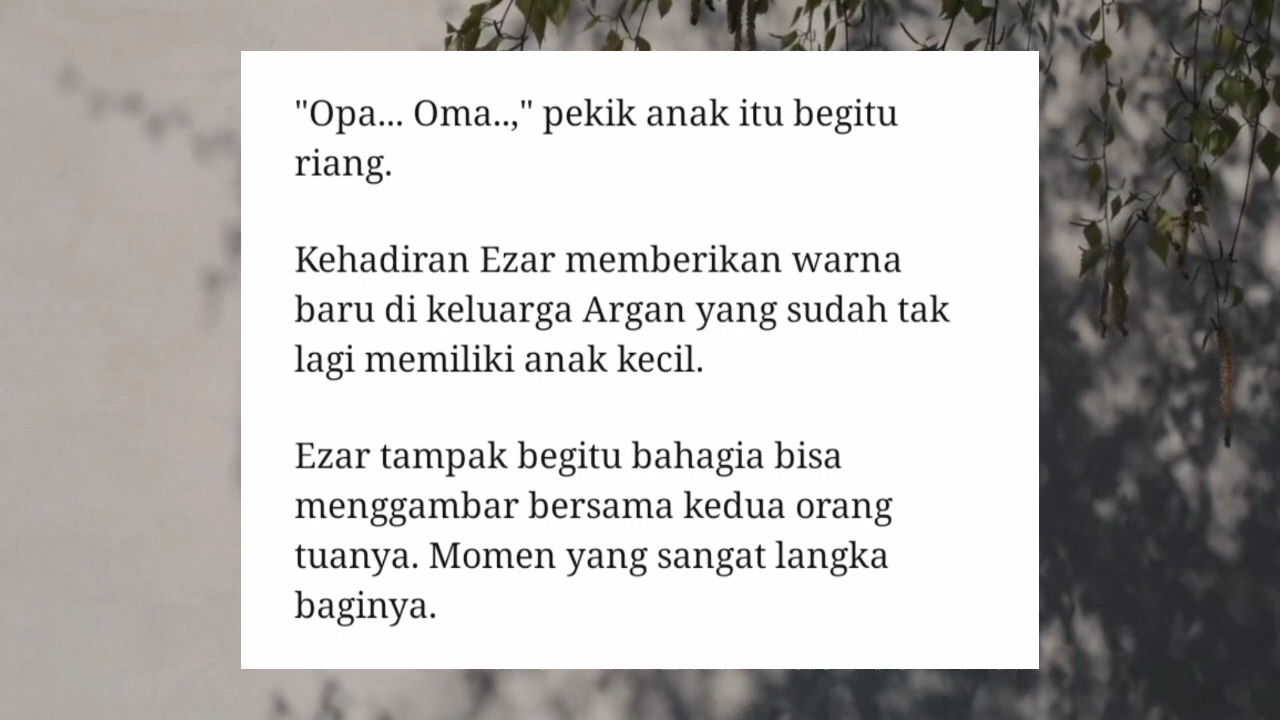 "Opa... Oma..," pekik anak itu begitu
riang.
Kehadiran Ezar memberikan warna
baru di keluarga Argan yang sudah tak
lagi memiliki anak kecil.
Ezar tampak begitu bahagia bisa
menggambar bersama kedua orang
tuanya. Momen yang sangat langka
baginya.